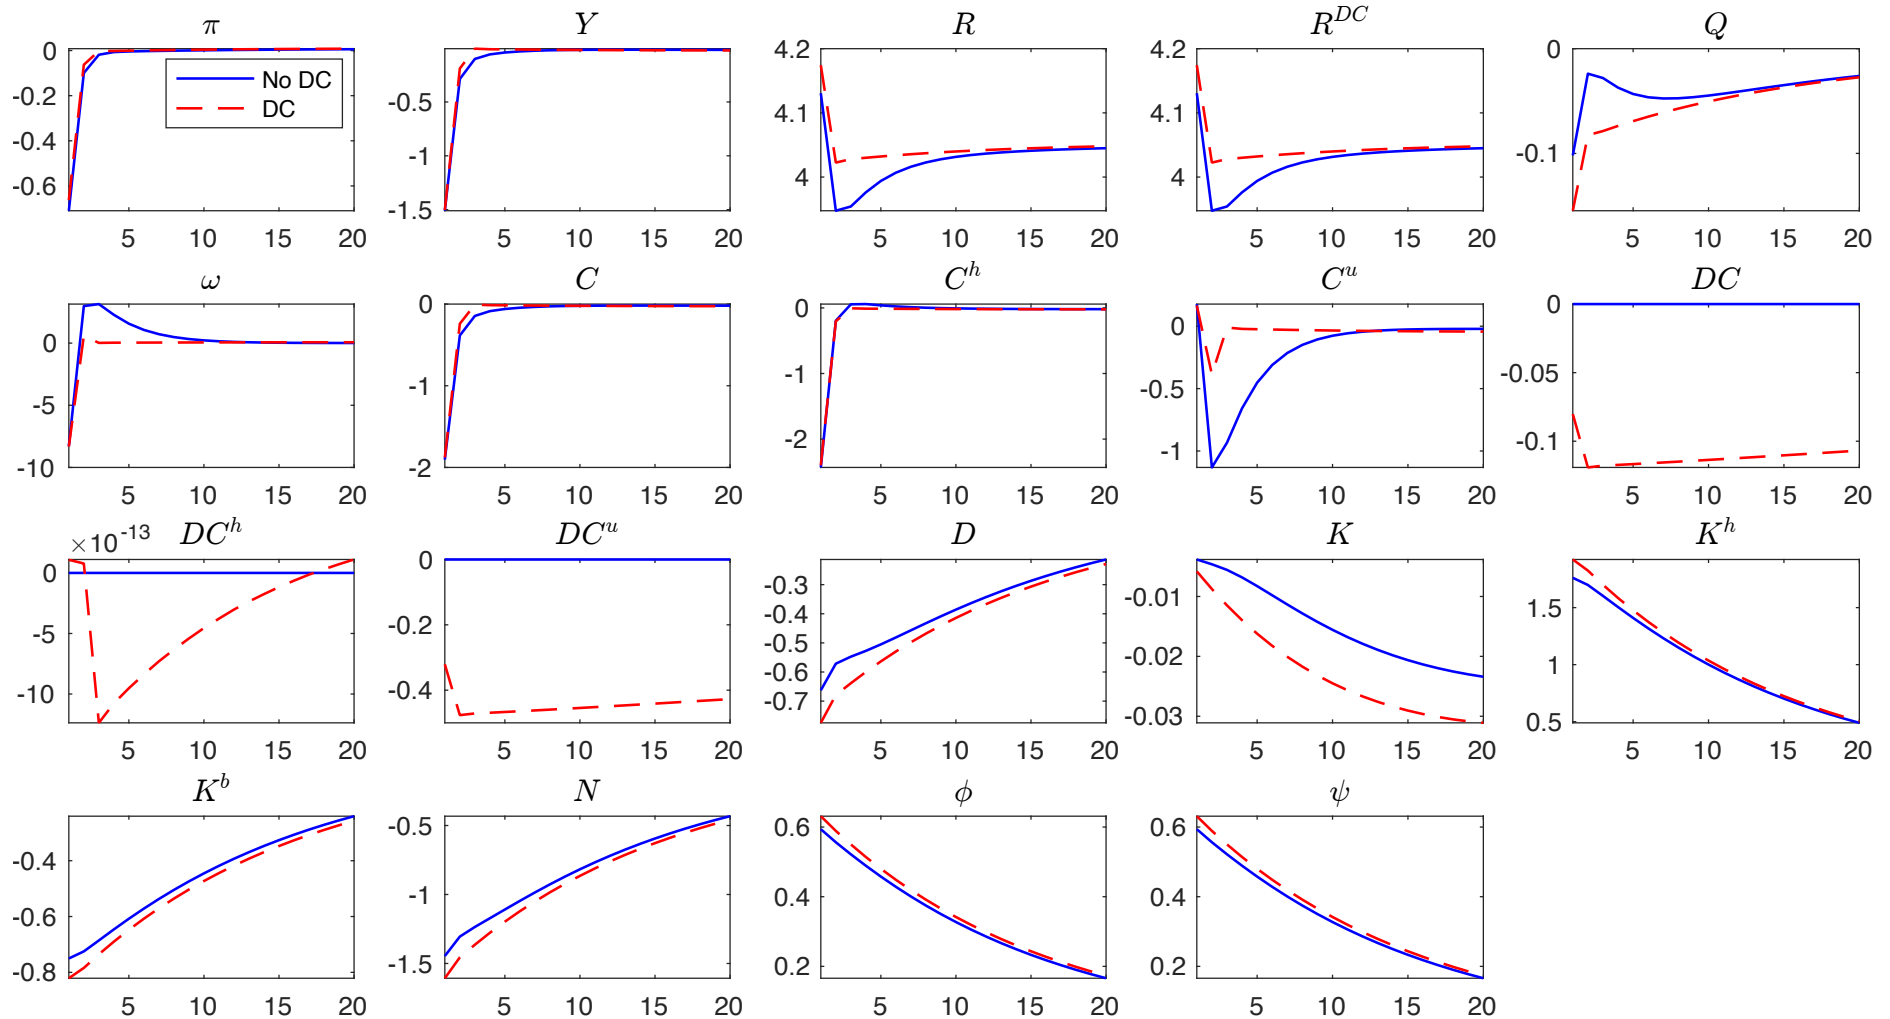 π Y R R^{DC} Q
0 -0.2 -0.4 -0.6
No DC
DC
5 10 15 20
-0.5 -1 -1.5
5 10 15 20
4.2 4.1 4
5 10 15 20
4.2 4.1 4
5 10 15 20
0 -0.1
5 10 15 20
ω C C^h C^u DC
0 -5 -10
5 10 15 20
0 -1 -2
5 10 15 20
0 -1 -2
5 10 15 20
0 -0.5 -1
5 10 15 20
0 -0.05 -0.1
5 10 15 20
DC^h DC^u D K K^h
×10^{-13}
0 -5 -10
5 10 15 20
0 -0.2 -0.4
5 10 15 20
-0.3 -0.4 -0.5 -0.6 -0.7
5 10 15 20
-0.01 -0.02 -0.03
5 10 15 20
1.5 1 0.5
5 10 15 20
K^b N ϕ ψ
-0.4 -0.6 -0.8
5 10 15 20
-0.5 -1 -1.5
5 10 15 20
0.6 0.4 0.2
5 10 15 20
0.6 0.4 0.2
5 10 15 20